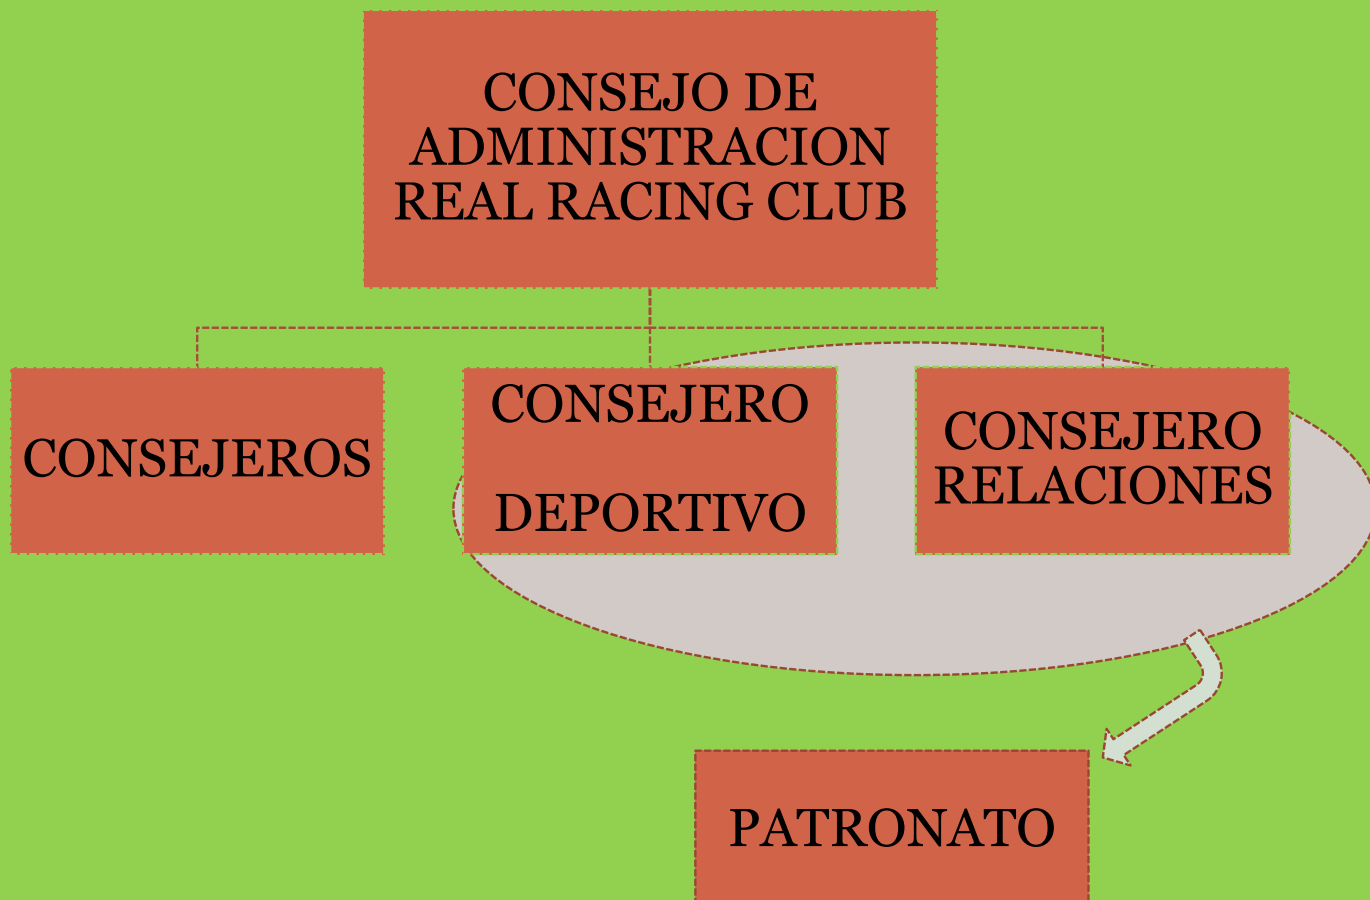 CONSEJO DE
ADMINISTRACION
REAL RACING CLUB
CONSEJEROS
CONSEJERO
DEPORTIVO
CONSEJERO
RELACIONES
PATRONATO